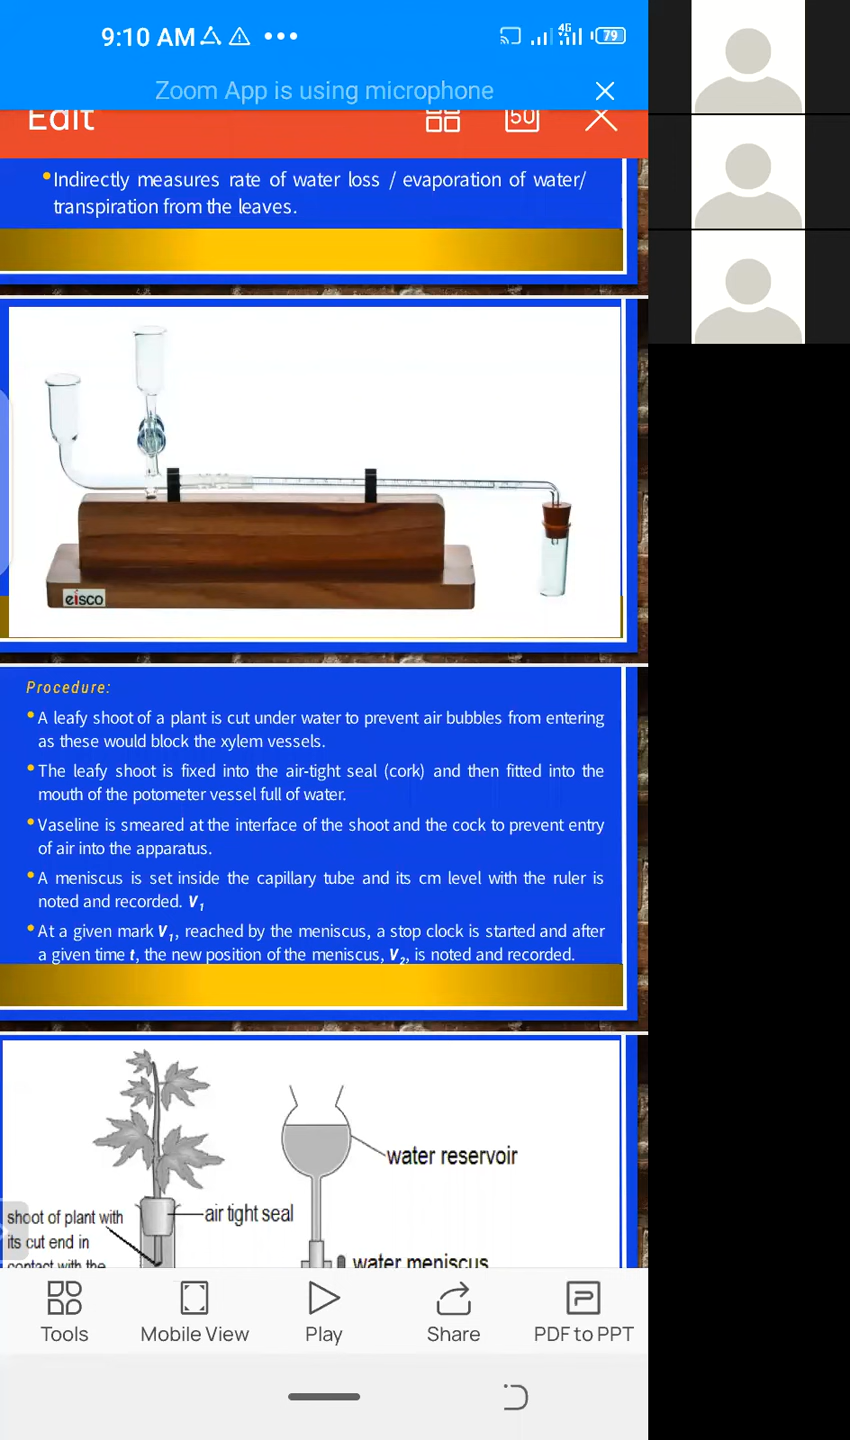 9:10 AM
4G
79
Zoom App is using microphone
Edit
50
•Indirectly measures rate of water loss / evaporation of water/
transpiration from the leaves.
eisco
Procedure:
•A leafy shoot of a plant is cut under water to prevent air bubbles from entering
as these would block the xylem vessels.
•The leafy shoot is fixed into the air-tight seal (cork) and then fitted into the
mouth of the potometer vessel full of water.
•Vaseline is smeared at the interface of the shoot and the cock to prevent entry
of air into the apparatus.
•A meniscus is set inside the capillary tube and its cm level with the ruler is
noted and recorded. V₁
•At a given mark V₁, reached by the meniscus, a stop clock is started and after
a given time t, the new position of the meniscus, V₂, is noted and recorded.
water reservoir
air tight seal
shoot of plant with
its cut end in
contact with the
water meniscus
Tools
Mobile View
Play
Share
PDF to PPT